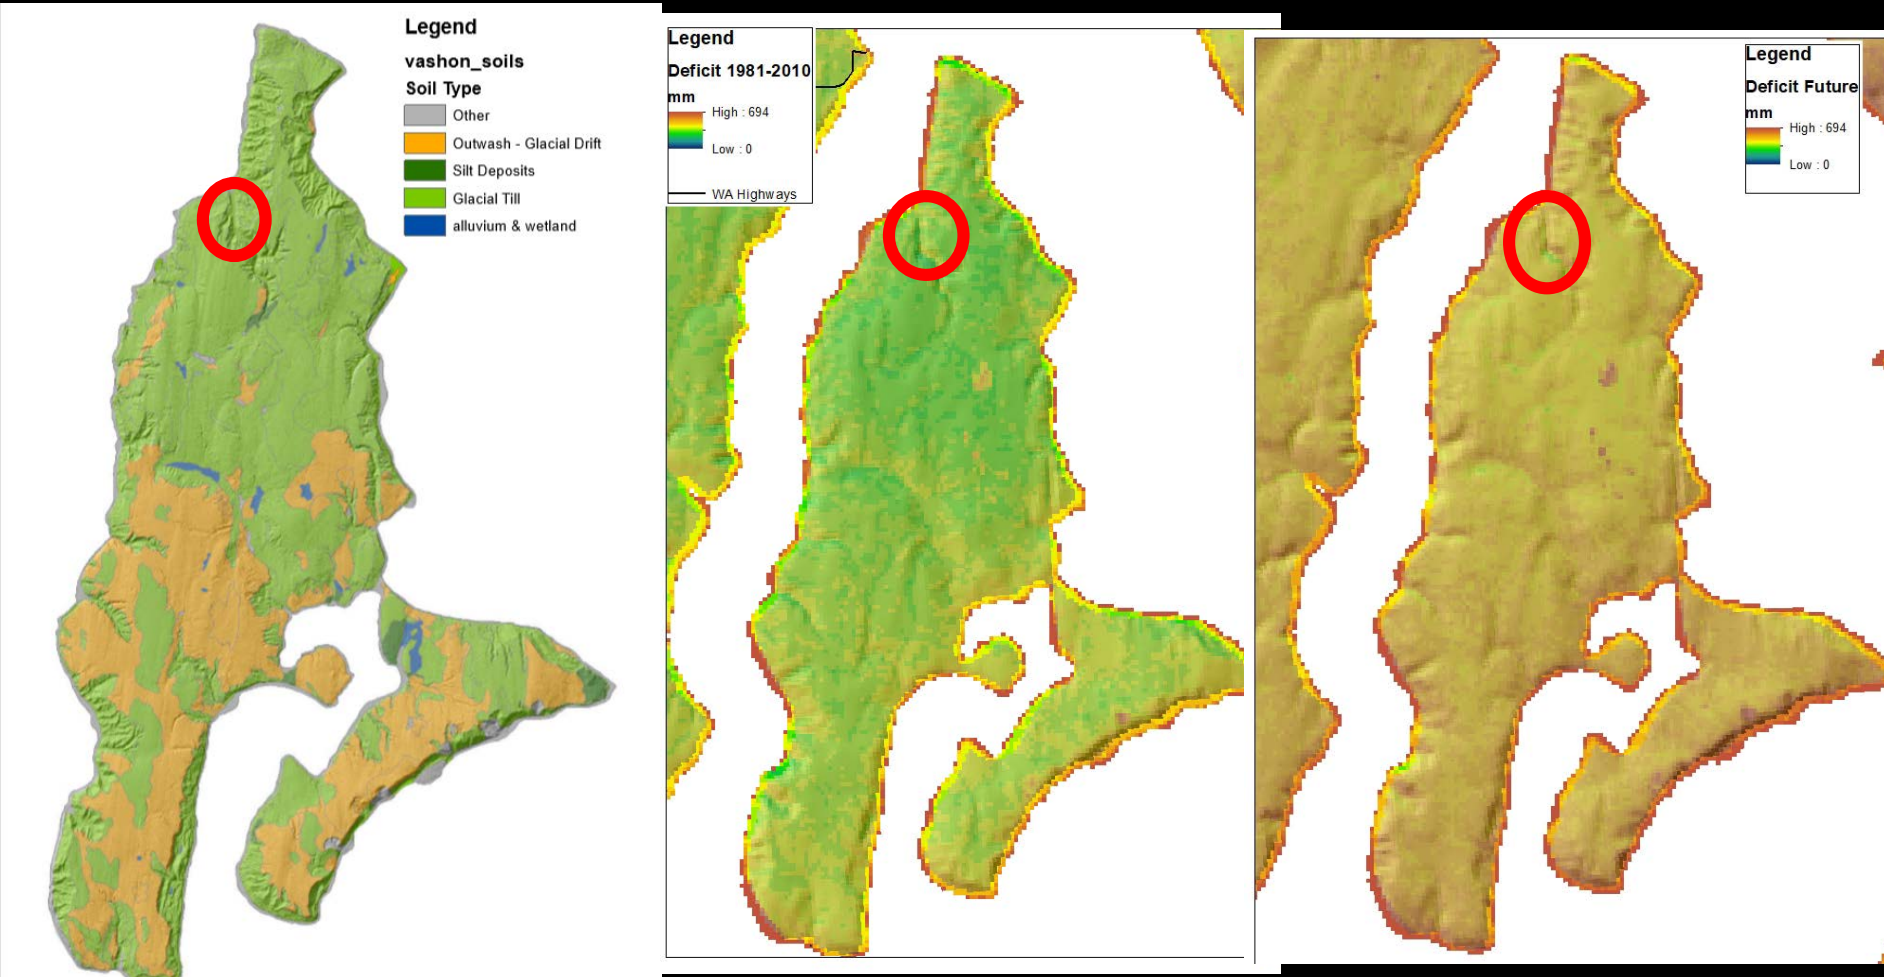 Legend
vashon_soils
Soil Type
Other
Outwash - Glacial Drift
Silt Deposits
Glacial Till
alluvium & wetland
Legend
Deficit 1981-2010
mm
High : 694
Low : 0
WA Highways
Legend
Deficit Future
mm
High : 694
Low : 0